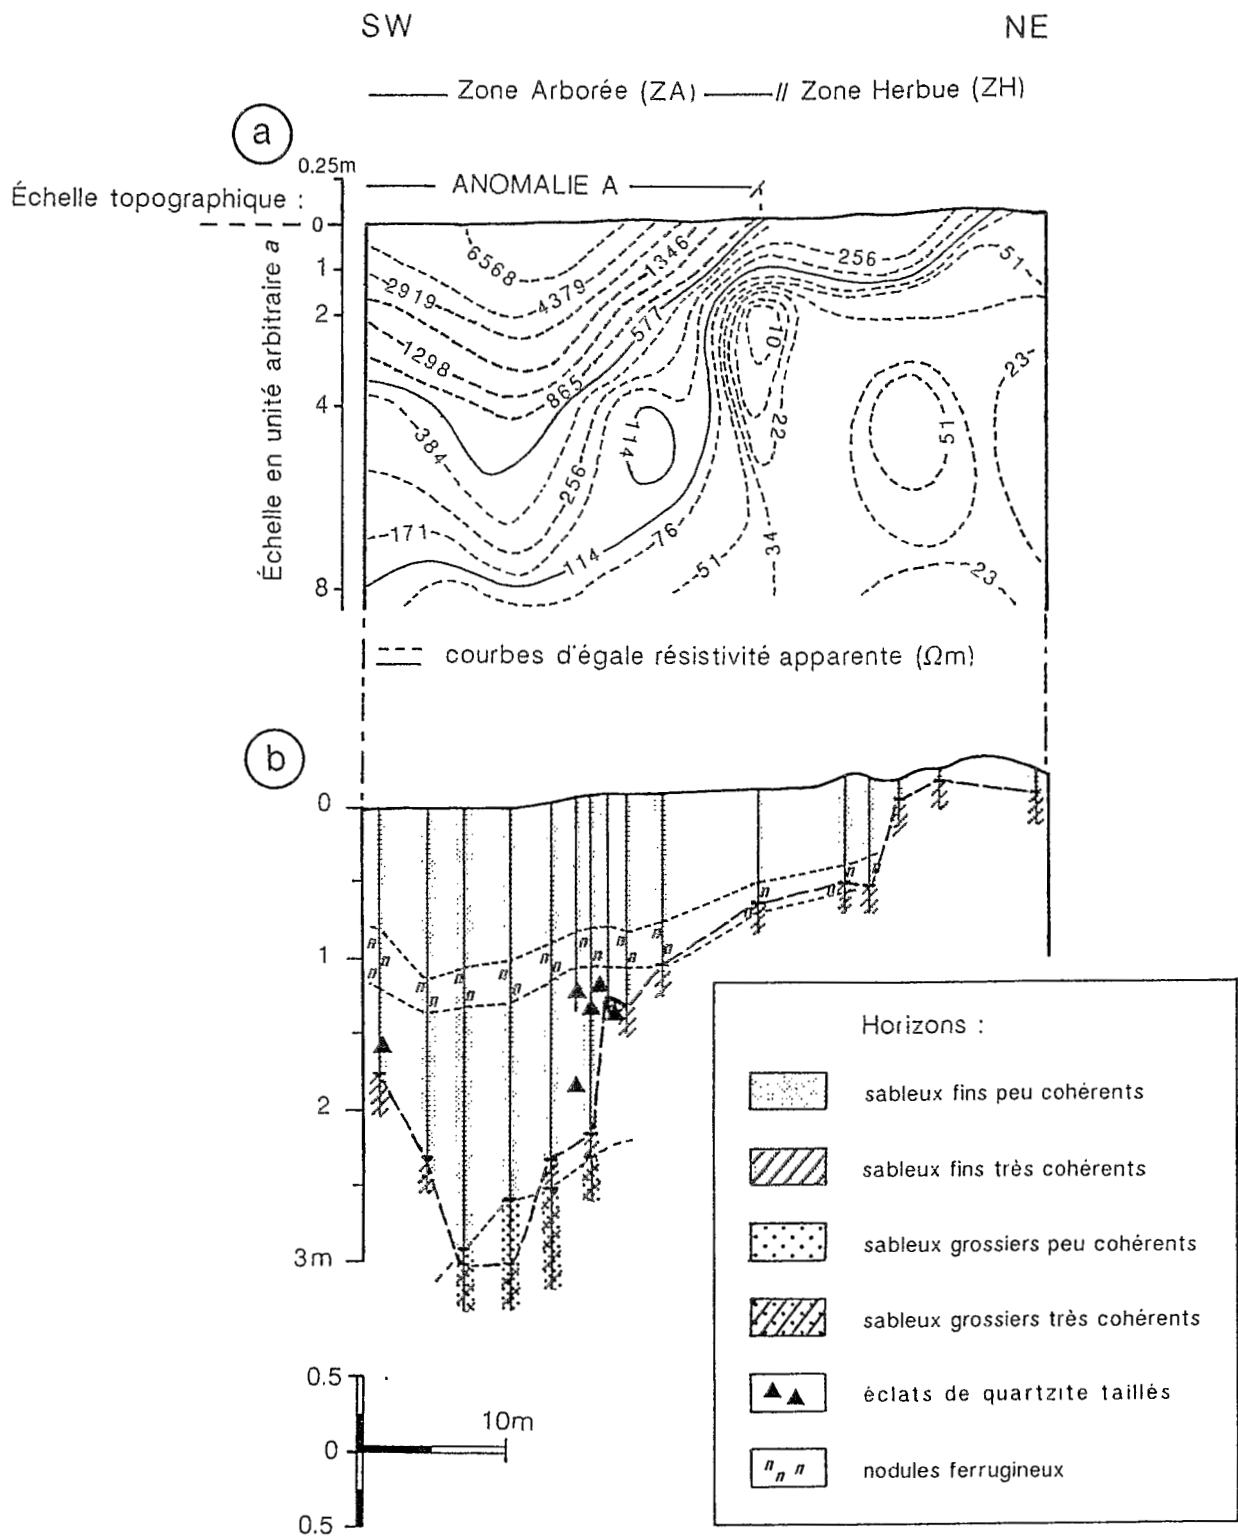 SW NE
Zone Arborée (ZA) // Zone Herbue (ZH)
a
0.25m
ANOMALIE A
Échelle topographique :
0
1
2
4
8
Échelle en unité arbitraire a
6568
1346
256
51
2919
4379
577
10
1298
865
23
384
114
22
51
256
171
114
76
51
34
23
courbes d'égale résistivité apparente (Ωm)
b
0
1
2
3m
n n n n n n n n n n n n n n n n n n n n n n
Horizons :
sableux fins peu cohérents
sableux fins très cohérents
sableux grossiers peu cohérents
sableux grossiers très cohérents
éclats de quartzite taillés
n n n
nodules ferrugineux
0.5
10m
0
0.5